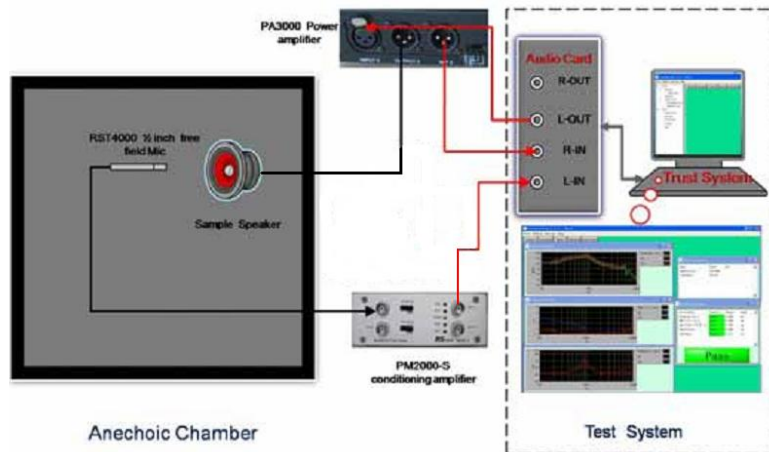 PA3000 Power
amplifier
Audio Card
R-OUT
L-OUT
R-IN
L-IN
RST4000 ½ inch free
field Mic
Sample Speaker
Trust System
Pass
PM2000-S
conditioning amplifier
Anechoic Chamber
Test System